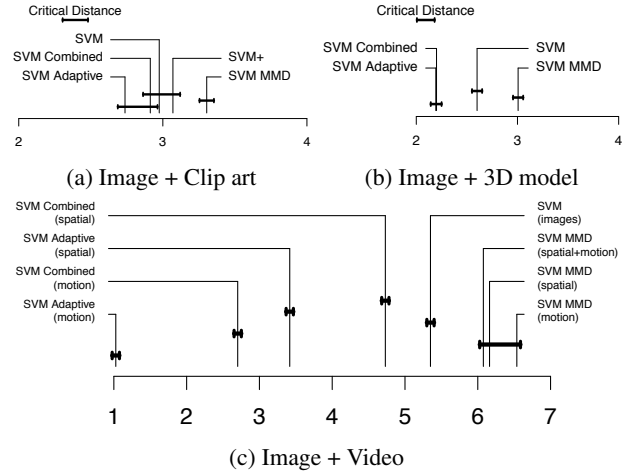 Critical Distance
SVM
SVM Combined
SVM+
SVM Adaptive
SVM MMD
2
3
4
(a) Image + Clip art
Critical Distance
SVM Combined
SVM
SVM Adaptive
SVM MMD
2
3
4
(b) Image + 3D model
SVM Combined
(spatial)
SVM Adaptive
(spatial)
SVM Combined
(motion)
SVM Adaptive
(motion)
SVM
(images)
SVM MMD
(spatial+motion)
SVM MMD
(spatial)
SVM MMD
(motion)
1
2
3
4
5
6
7
(c) Image + Video